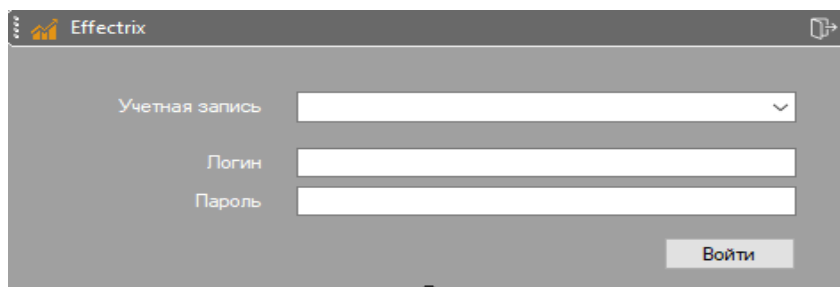 Effectrix
Учетная запись
Логин
Пароль
Войти